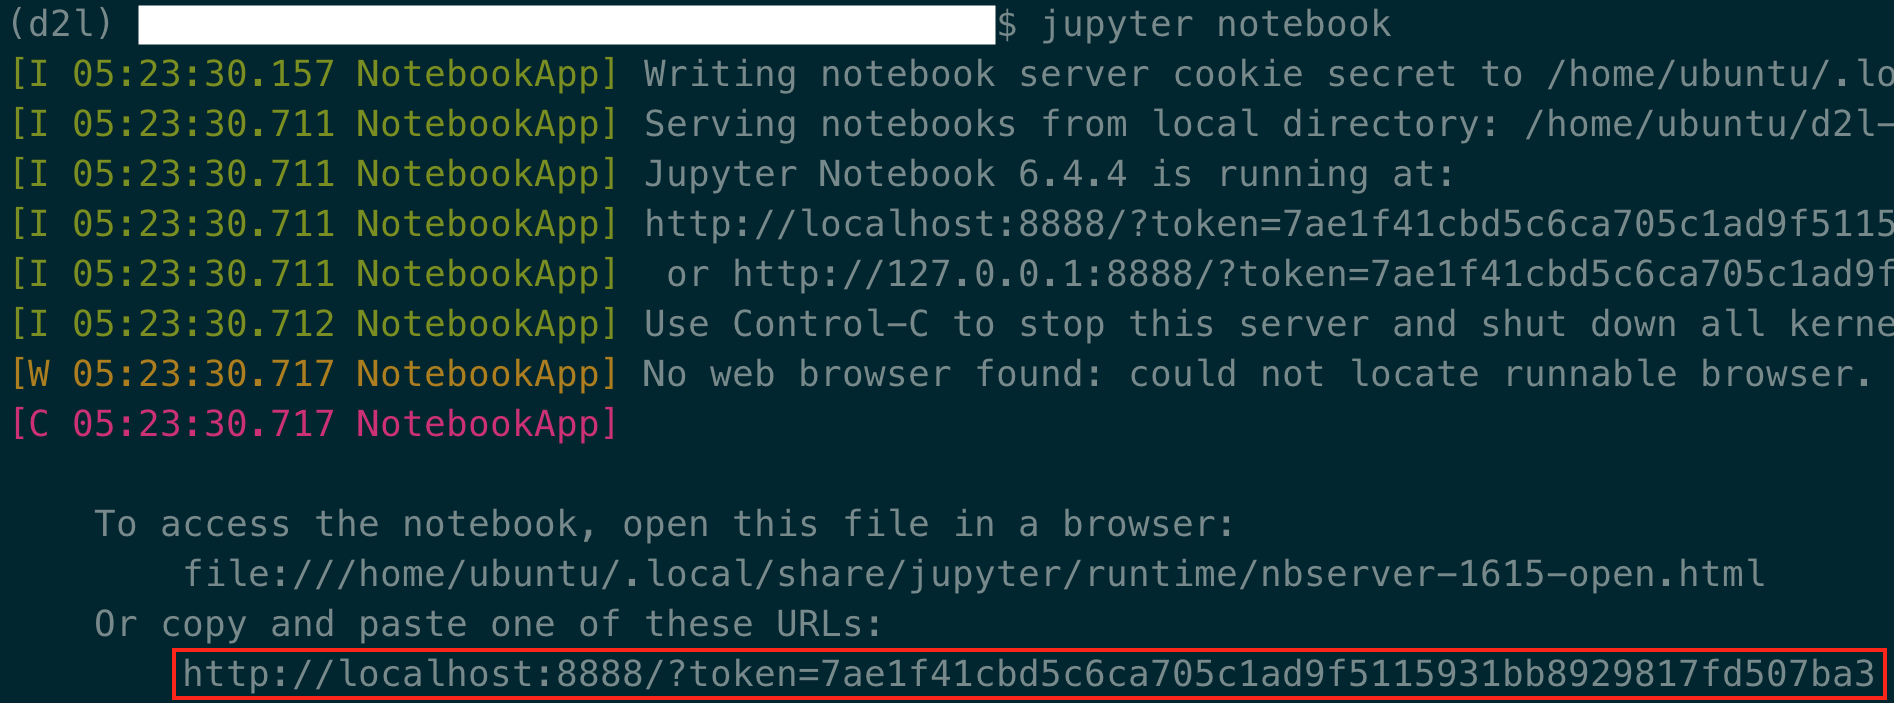 (d2l) $ jupyter notebook
[I 05:23:30.157 NotebookApp] Writing notebook server cookie secret to /home/ubuntu/.lo
[I 05:23:30.711 NotebookApp] Serving notebooks from local directory: /home/ubuntu/d2l-
[I 05:23:30.711 NotebookApp] Jupyter Notebook 6.4.4 is running at:
[I 05:23:30.711 NotebookApp] http://localhost:8888/?token=7ae1f41cbd5c6ca705c1ad9f5115
[I 05:23:30.711 NotebookApp]  or http://127.0.0.1:8888/?token=7ae1f41cbd5c6ca705c1ad9f
[I 05:23:30.712 NotebookApp] Use Control-C to stop this server and shut down all kerne
[W 05:23:30.717 NotebookApp] No web browser found: could not locate runnable browser.
[C 05:23:30.717 NotebookApp]
To access the notebook, open this file in a browser:
file:///home/ubuntu/.local/share/jupyter/runtime/nbserver-1615-open.html
Or copy and paste one of these URLs:
http://localhost:8888/?token=7ae1f41cbd5c6ca705c1ad9f5115931bb8929817fd507ba3